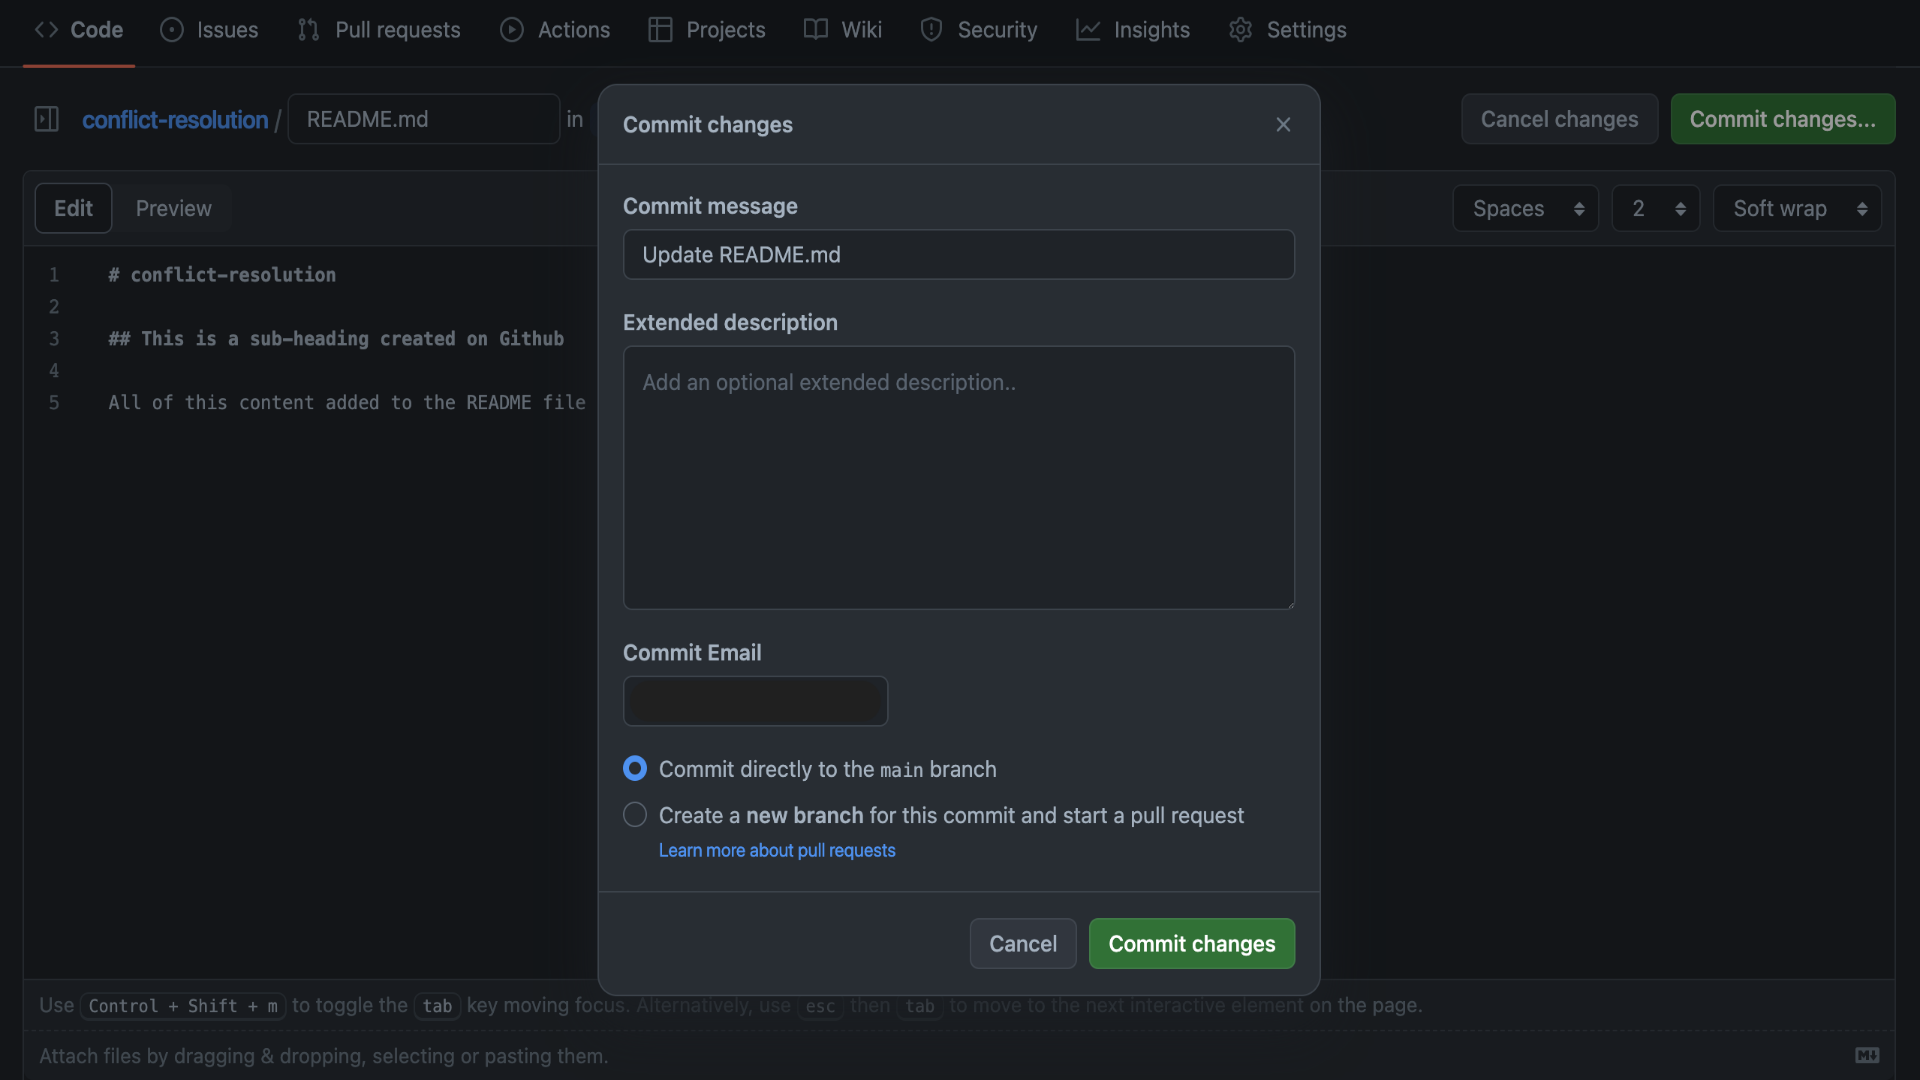 Code Issues Pull requests Actions Projects Wiki Security Insights Settings
conflict-resolution / README.md in
Cancel changes Commit changes...
Edit Preview
Spaces 2 Soft wrap
1 # conflict-resolution
2
3 ## This is a sub-heading created on Github
4
5 All of this content added to the README file
Commit changes
Commit message
Update README.md
Extended description
Add an optional extended description..
Commit Email
Commit directly to the main branch
Create a new branch for this commit and start a pull request
Learn more about pull requests
Cancel Commit changes
Use Control + Shift + m to toggle the tab key moving focus. Alternatively, use esc then tab to move to the next interactive element on the page.
Attach files by dragging & dropping, selecting or pasting them.